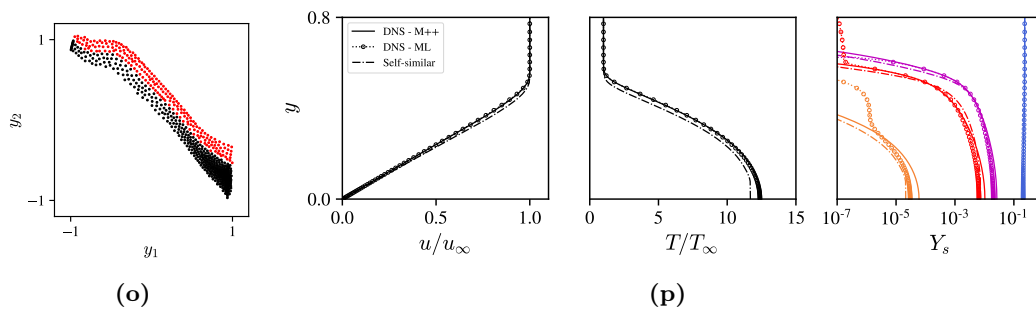 1
y₂
−1
−1
1
y₁
(o)
0.8
y
0.0
DNS - M++
DNS - ML
Self-similar
0.0
0.5
1.0
u/u∞
0
5
10
15
T/T∞
10⁻⁷
10⁻⁵
10⁻³
10⁻¹
Yₛ
(p)